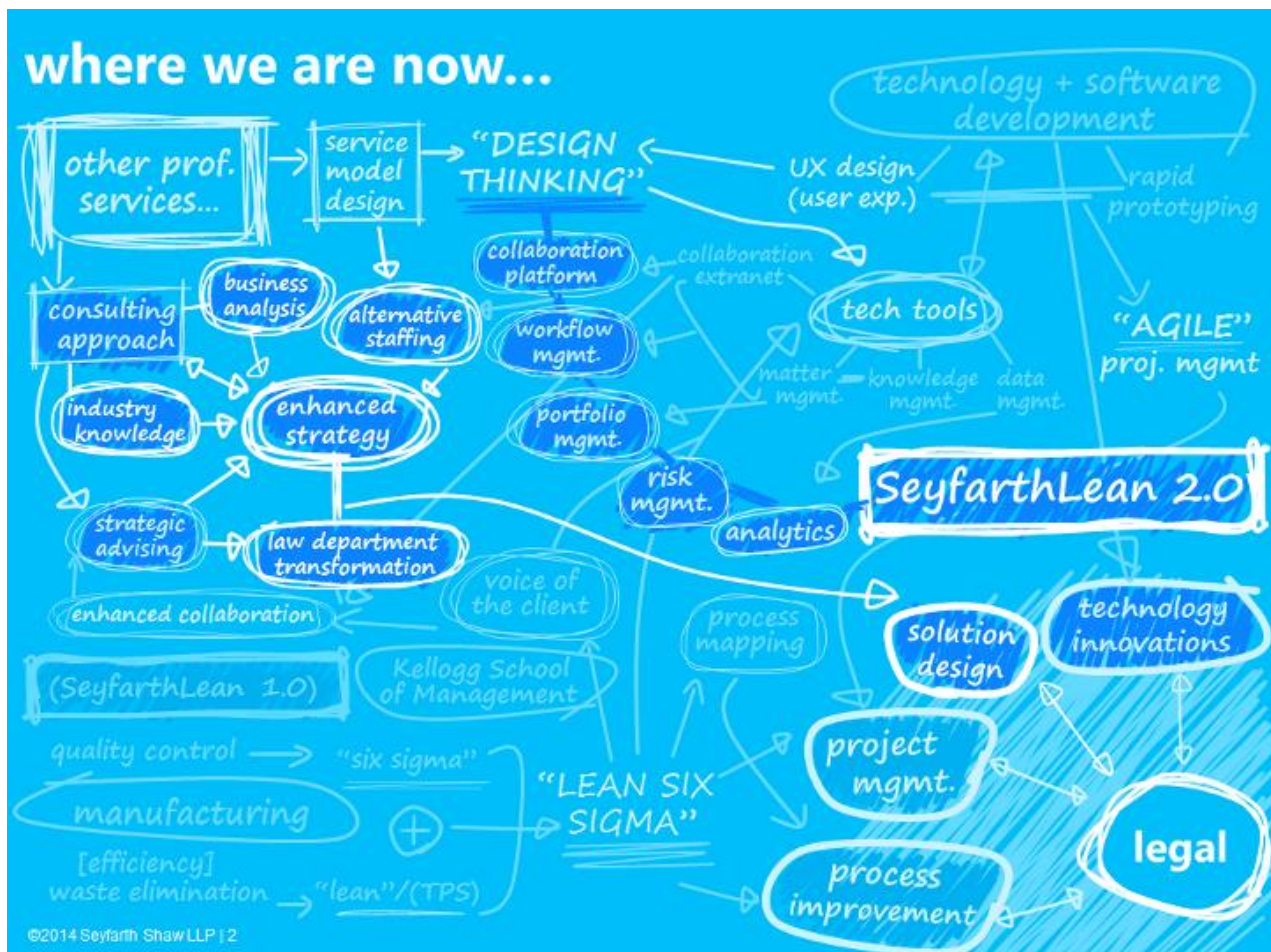 where we are now...
technology + software
development
other prof.
services...
service
model
design
"DESIGN
THINKING"
UX design
(user exp.)
rapid
prototyping
collaboration
platform
collaboration
extranet
business
analysis
consulting
approach
alternative
staffing
workflow
mgmt.
tech tools
"AGILE"
proj. mgmt
matter
mgmt.
knowledge
mgmt.
data
mgmt.
industry
knowledge
enhanced
strategy
portfolio
mgmt.
risk
mgmt.
analytics
SeyfarthLean 2.0
strategic
advising
law department
transformation
voice of
the client
enhanced collaboration
process
mapping
solution
design
technology
innovations
(SeyfarthLean 1.0)
Kellogg School
of Management
quality control
"six sigma"
project
mgmt.
manufacturing
"LEAN SIX
SIGMA"
legal
[efficiency]
waste elimination
"lean"/(TPS)
process
improvement
©2014 Seyfarth Shaw LLP | 2